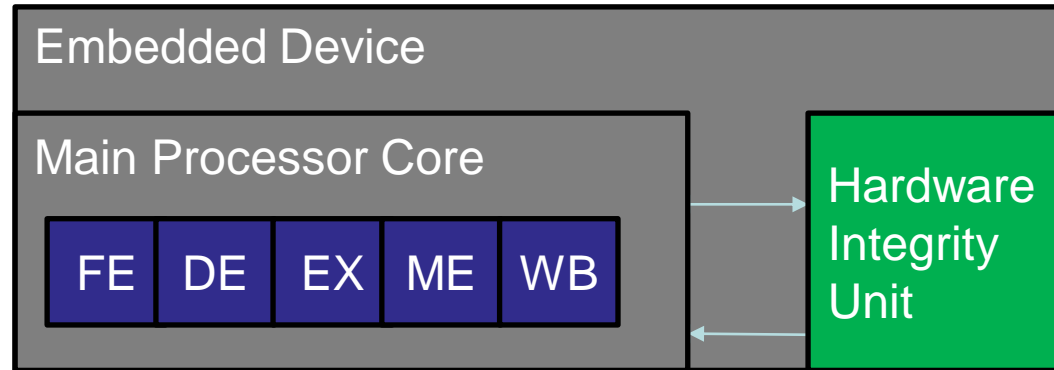 Embedded Device
Main Processor Core
FE DE EX ME WB
Hardware
Integrity
Unit